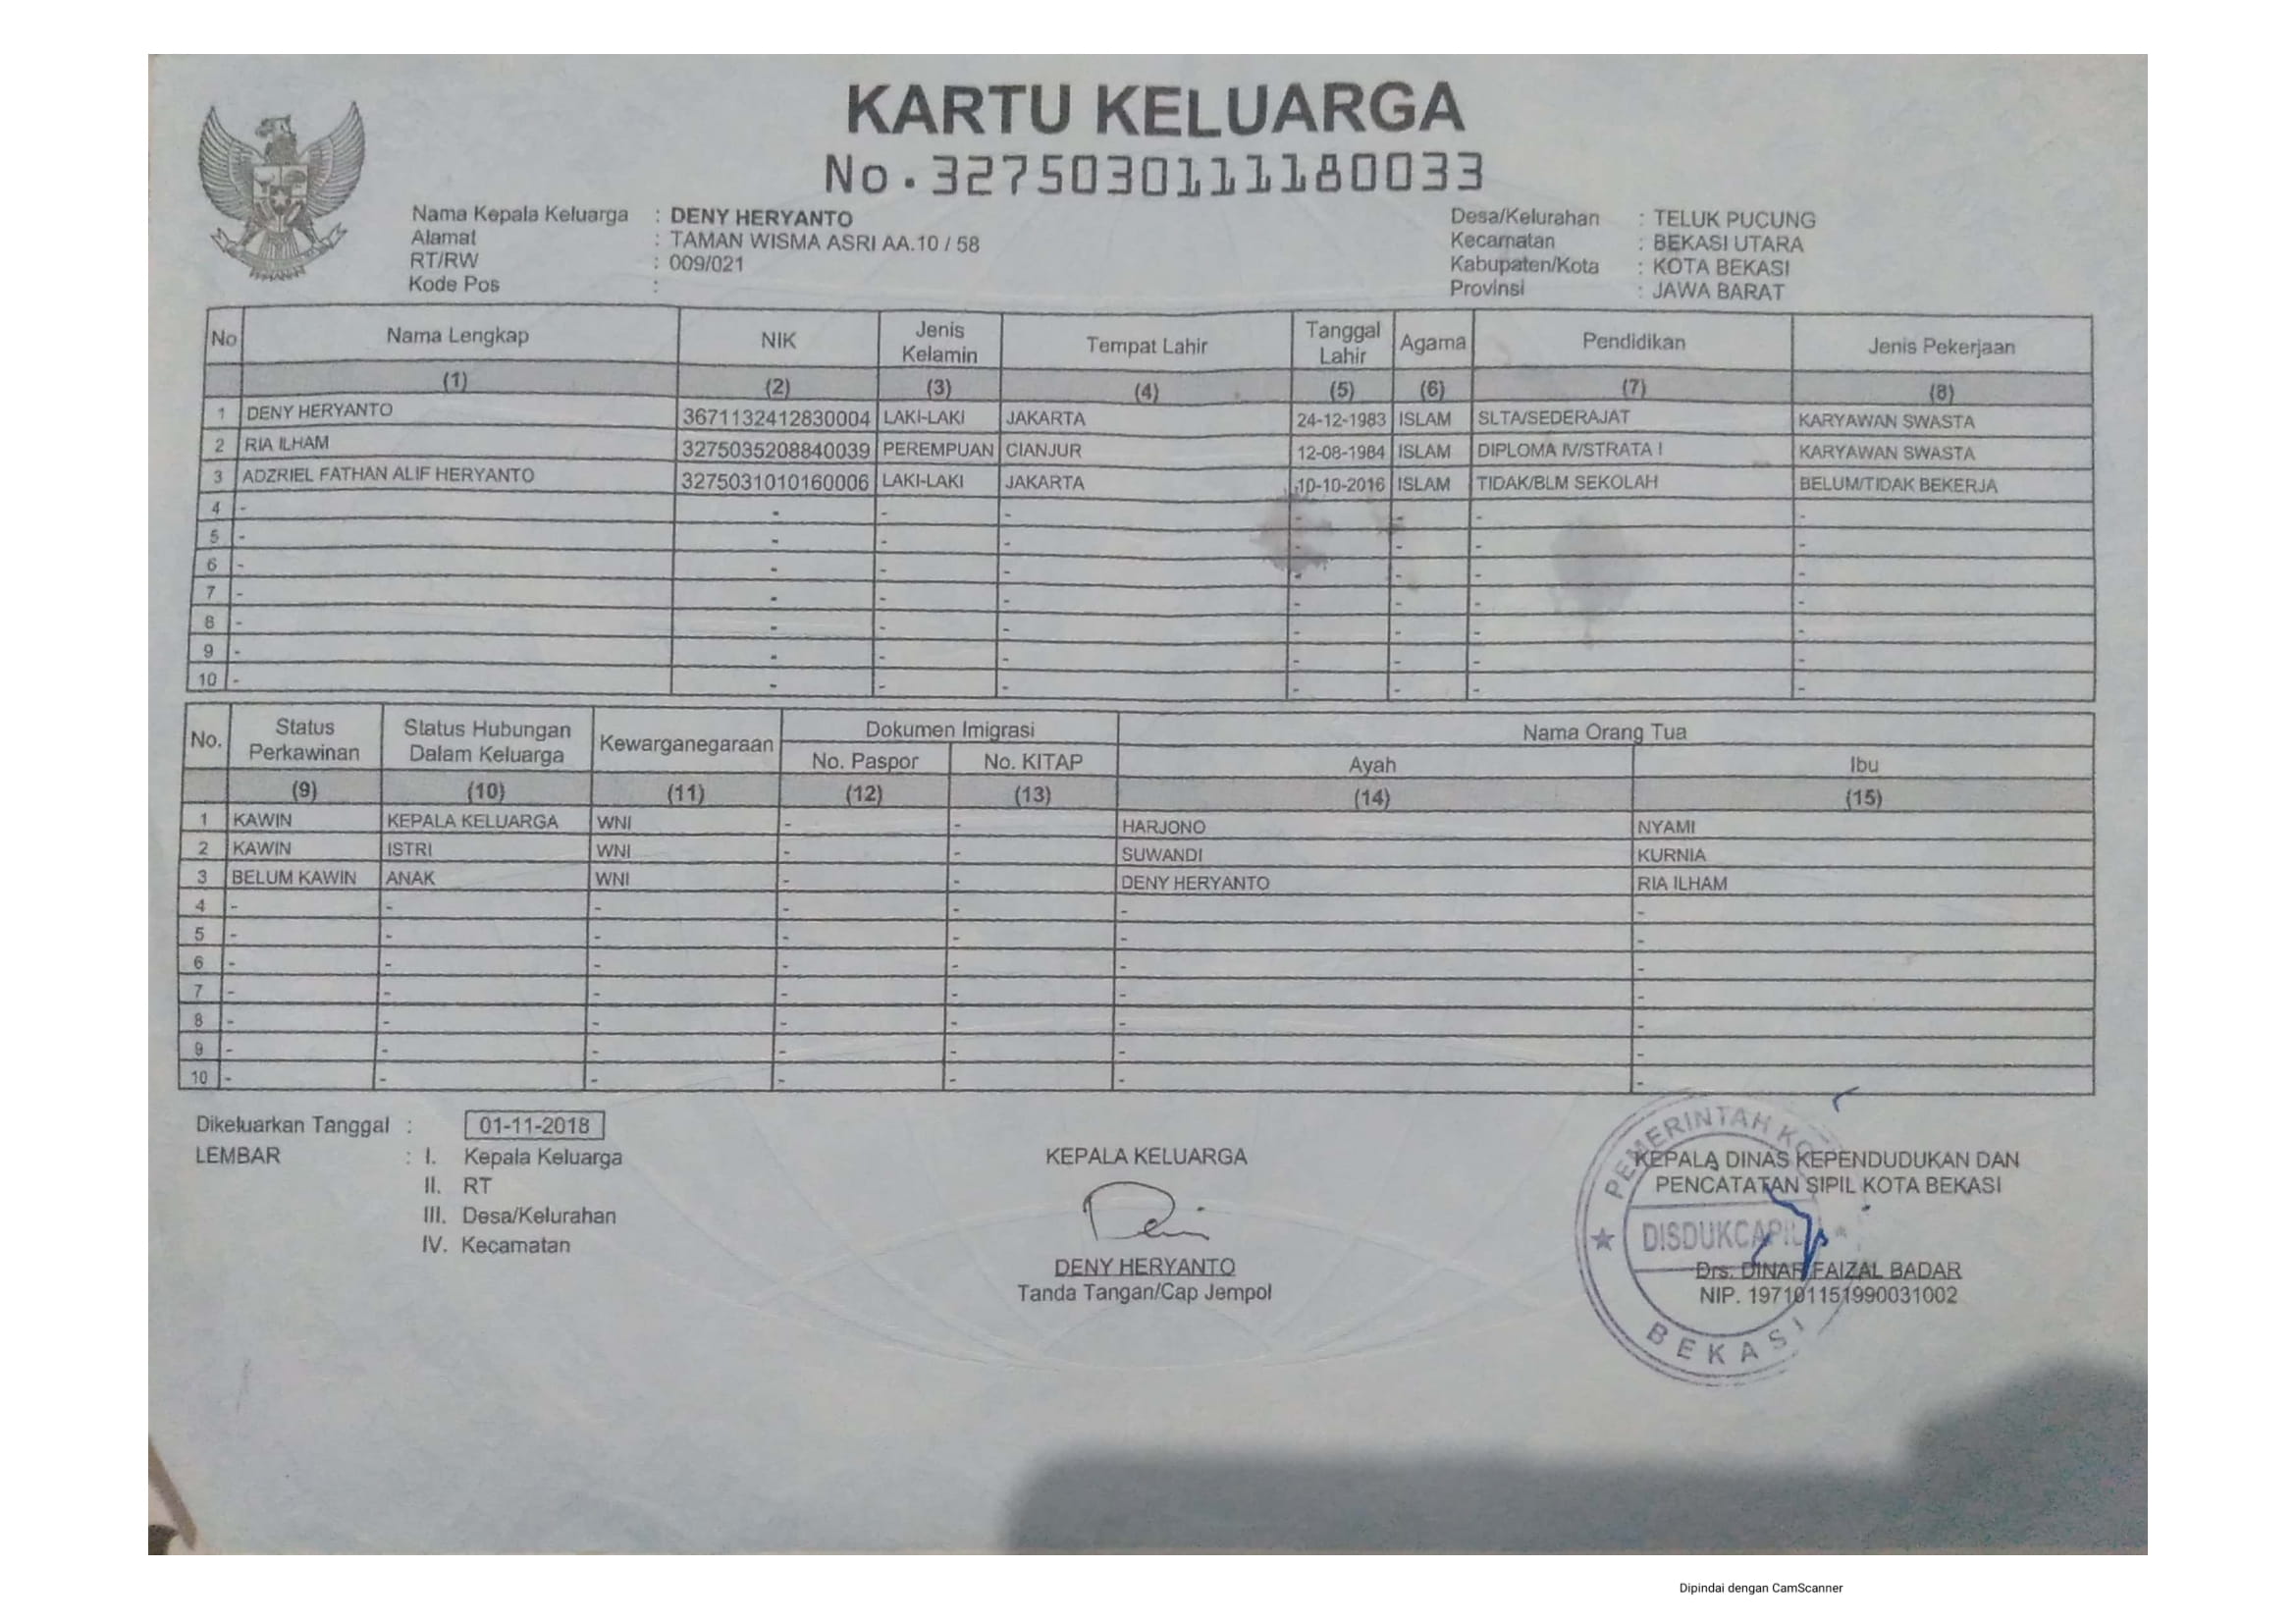 KARTU KELUARGA
No. 3275030111180033
Nama Kepala Keluarga : DENY HERYANTO
Alamat : TAMAN WISMA ASRI AA.10 / 58
RT/RW : 009/021
Kode Pos :
Desa/Kelurahan : TELUK PUCUNG
Kecamatan : BEKASI UTARA
Kabupaten/Kota : KOTA BEKASI
Provinsi : JAWA BARAT
No Nama Lengkap NIK Jenis Kelamin Tempat Lahir Tanggal Lahir Agama Pendidikan Jenis Pekerjaan
(1) (2) (3) (4) (5) (6) (7) (8)
1 DENY HERYANTO 3671132412830004 LAKI-LAKI JAKARTA 24-12-1983 ISLAM SLTA/SEDERAJAT KARYAWAN SWASTA
2 RIA ILHAM 3275035208840039 PEREMPUAN CIANJUR 12-08-1984 ISLAM DIPLOMA IV/STRATA I KARYAWAN SWASTA
3 ADZRIEL FATHAN ALIF HERYANTO 3275031010160006 LAKI-LAKI JAKARTA 10-10-2016 ISLAM TIDAK/BLM SEKOLAH BELUM/TIDAK BEKERJA
4 - - - - - - - -
5 - - - - - - - -
6 - - - - - - - -
7 - - - - - - - -
8 - - - - - - - -
9 - - - - - - - -
10 - - - - - - - -
No. Status Perkawinan Status Hubungan Dalam Keluarga Kewarganegaraan Dokumen Imigrasi Nama Orang Tua
No. Paspor No. KITAP Ayah Ibu
(9) (10) (11) (12) (13) (14) (15)
1 KAWIN KEPALA KELUARGA WNI - - HARJONO NYAMI
2 KAWIN ISTRI WNI - - SUWANDI KURNIA
3 BELUM KAWIN ANAK WNI - - DENY HERYANTO RIA ILHAM
4 - - - - - - -
5 - - - - - - -
6 - - - - - - -
7 - - - - - - -
8 - - - - - - -
9 - - - - - - -
10 - - - - - - -
Dikeluarkan Tanggal : 01-11-2018
LEMBAR : I. Kepala Keluarga
II. RT
III. Desa/Kelurahan
IV. Kecamatan
KEPALA KELUARGA
DENY HERYANTO
Tanda Tangan/Cap Jempol
KEPALA DINAS KEPENDUDUKAN DAN
PENCATATAN SIPIL KOTA BEKASI
Drs. DINAR FAIZAL BADAR
NIP. 197101151990031002
PEMERINTAH
DISDUKCAPIL
BEKASI
Dipindai dengan CamScanner